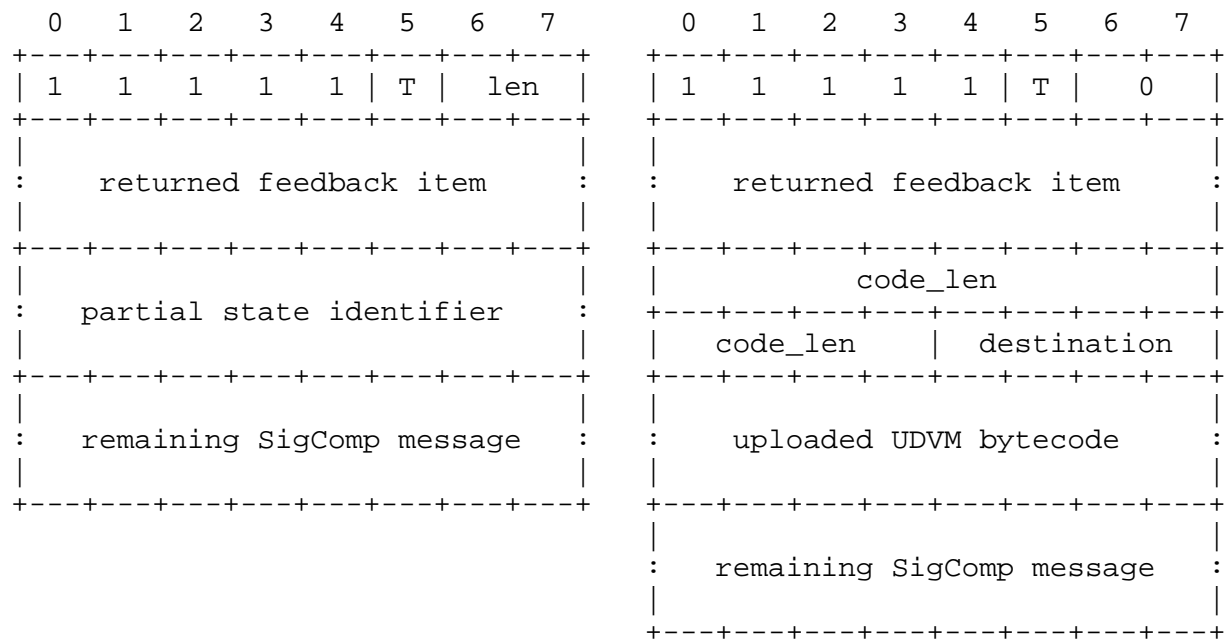 0   1   2   3   4   5   6   7             0   1   2   3   4   5   6   7
+---+---+---+---+---+---+---+---+         +---+---+---+---+---+---+---+---+
| 1   1   1   1   1 | T |  len  |         | 1   1   1   1   1 | T |   0   |
+---+---+---+---+---+---+---+---+         +---+---+---+---+---+---+---+---+
|                               |         |                               |
:    returned feedback item     :         :    returned feedback item     :
|                               |         |                               |
+---+---+---+---+---+---+---+---+         +---+---+---+---+---+---+---+---+
|                               |         |           code_len            |
:   partial state identifier    :         +---+---+---+---+---+---+---+---+
|                               |         |   code_len    |  destination  |
+---+---+---+---+---+---+---+---+         +---+---+---+---+---+---+---+---+
|                               |         |                               |
:   remaining SigComp message   :         :    uploaded UDVM bytecode     :
|                               |         |                               |
+---+---+---+---+---+---+---+---+         +---+---+---+---+---+---+---+---+
                                          |                               |
                                          :   remaining SigComp message   :
                                          |                               |
                                          +---+---+---+---+---+---+---+---+